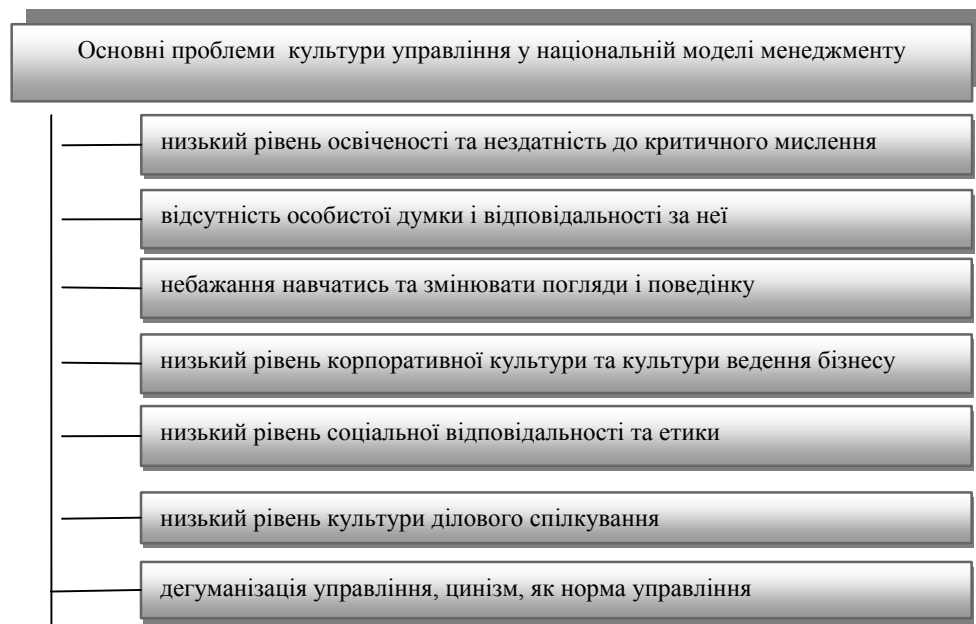 Основні проблеми культури управління у національній моделі менеджменту
низький рівень освіченості та нездатність до критичного мислення
відсутність особистої думки і відповідальності за неї
небажання навчатись та змінювати погляди і поведінку
низький рівень корпоративної культури та культури ведення бізнесу
низький рівень соціальної відповідальності та етики
низький рівень культури ділового спілкування
дегуманізація управління, цинізм, як норма управління